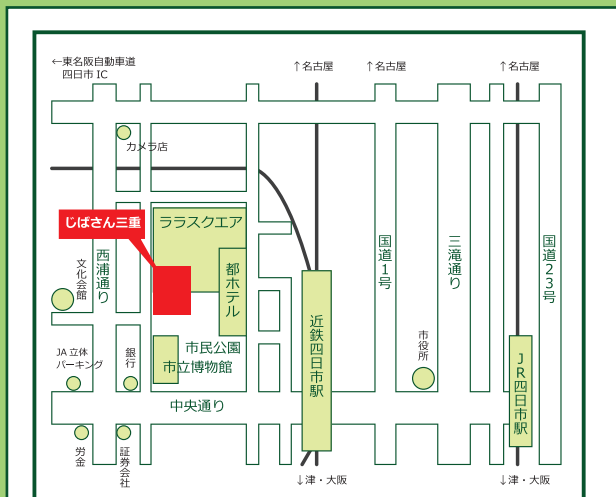 ←東名阪自動車道
四日市IC
↑名古屋
↑名古屋
↑名古屋
カメラ店
じばさん三重
ララスクエア
西浦通り
文化会館
都ホテル
国道1号
三滝通り
国道23号
近鉄四日市駅
市役所
JR四日市駅
市民公園
市立博物館
JA立体
パーキング
銀行
中央通り
労金
証券会社
↓津・大阪
↓津・大阪